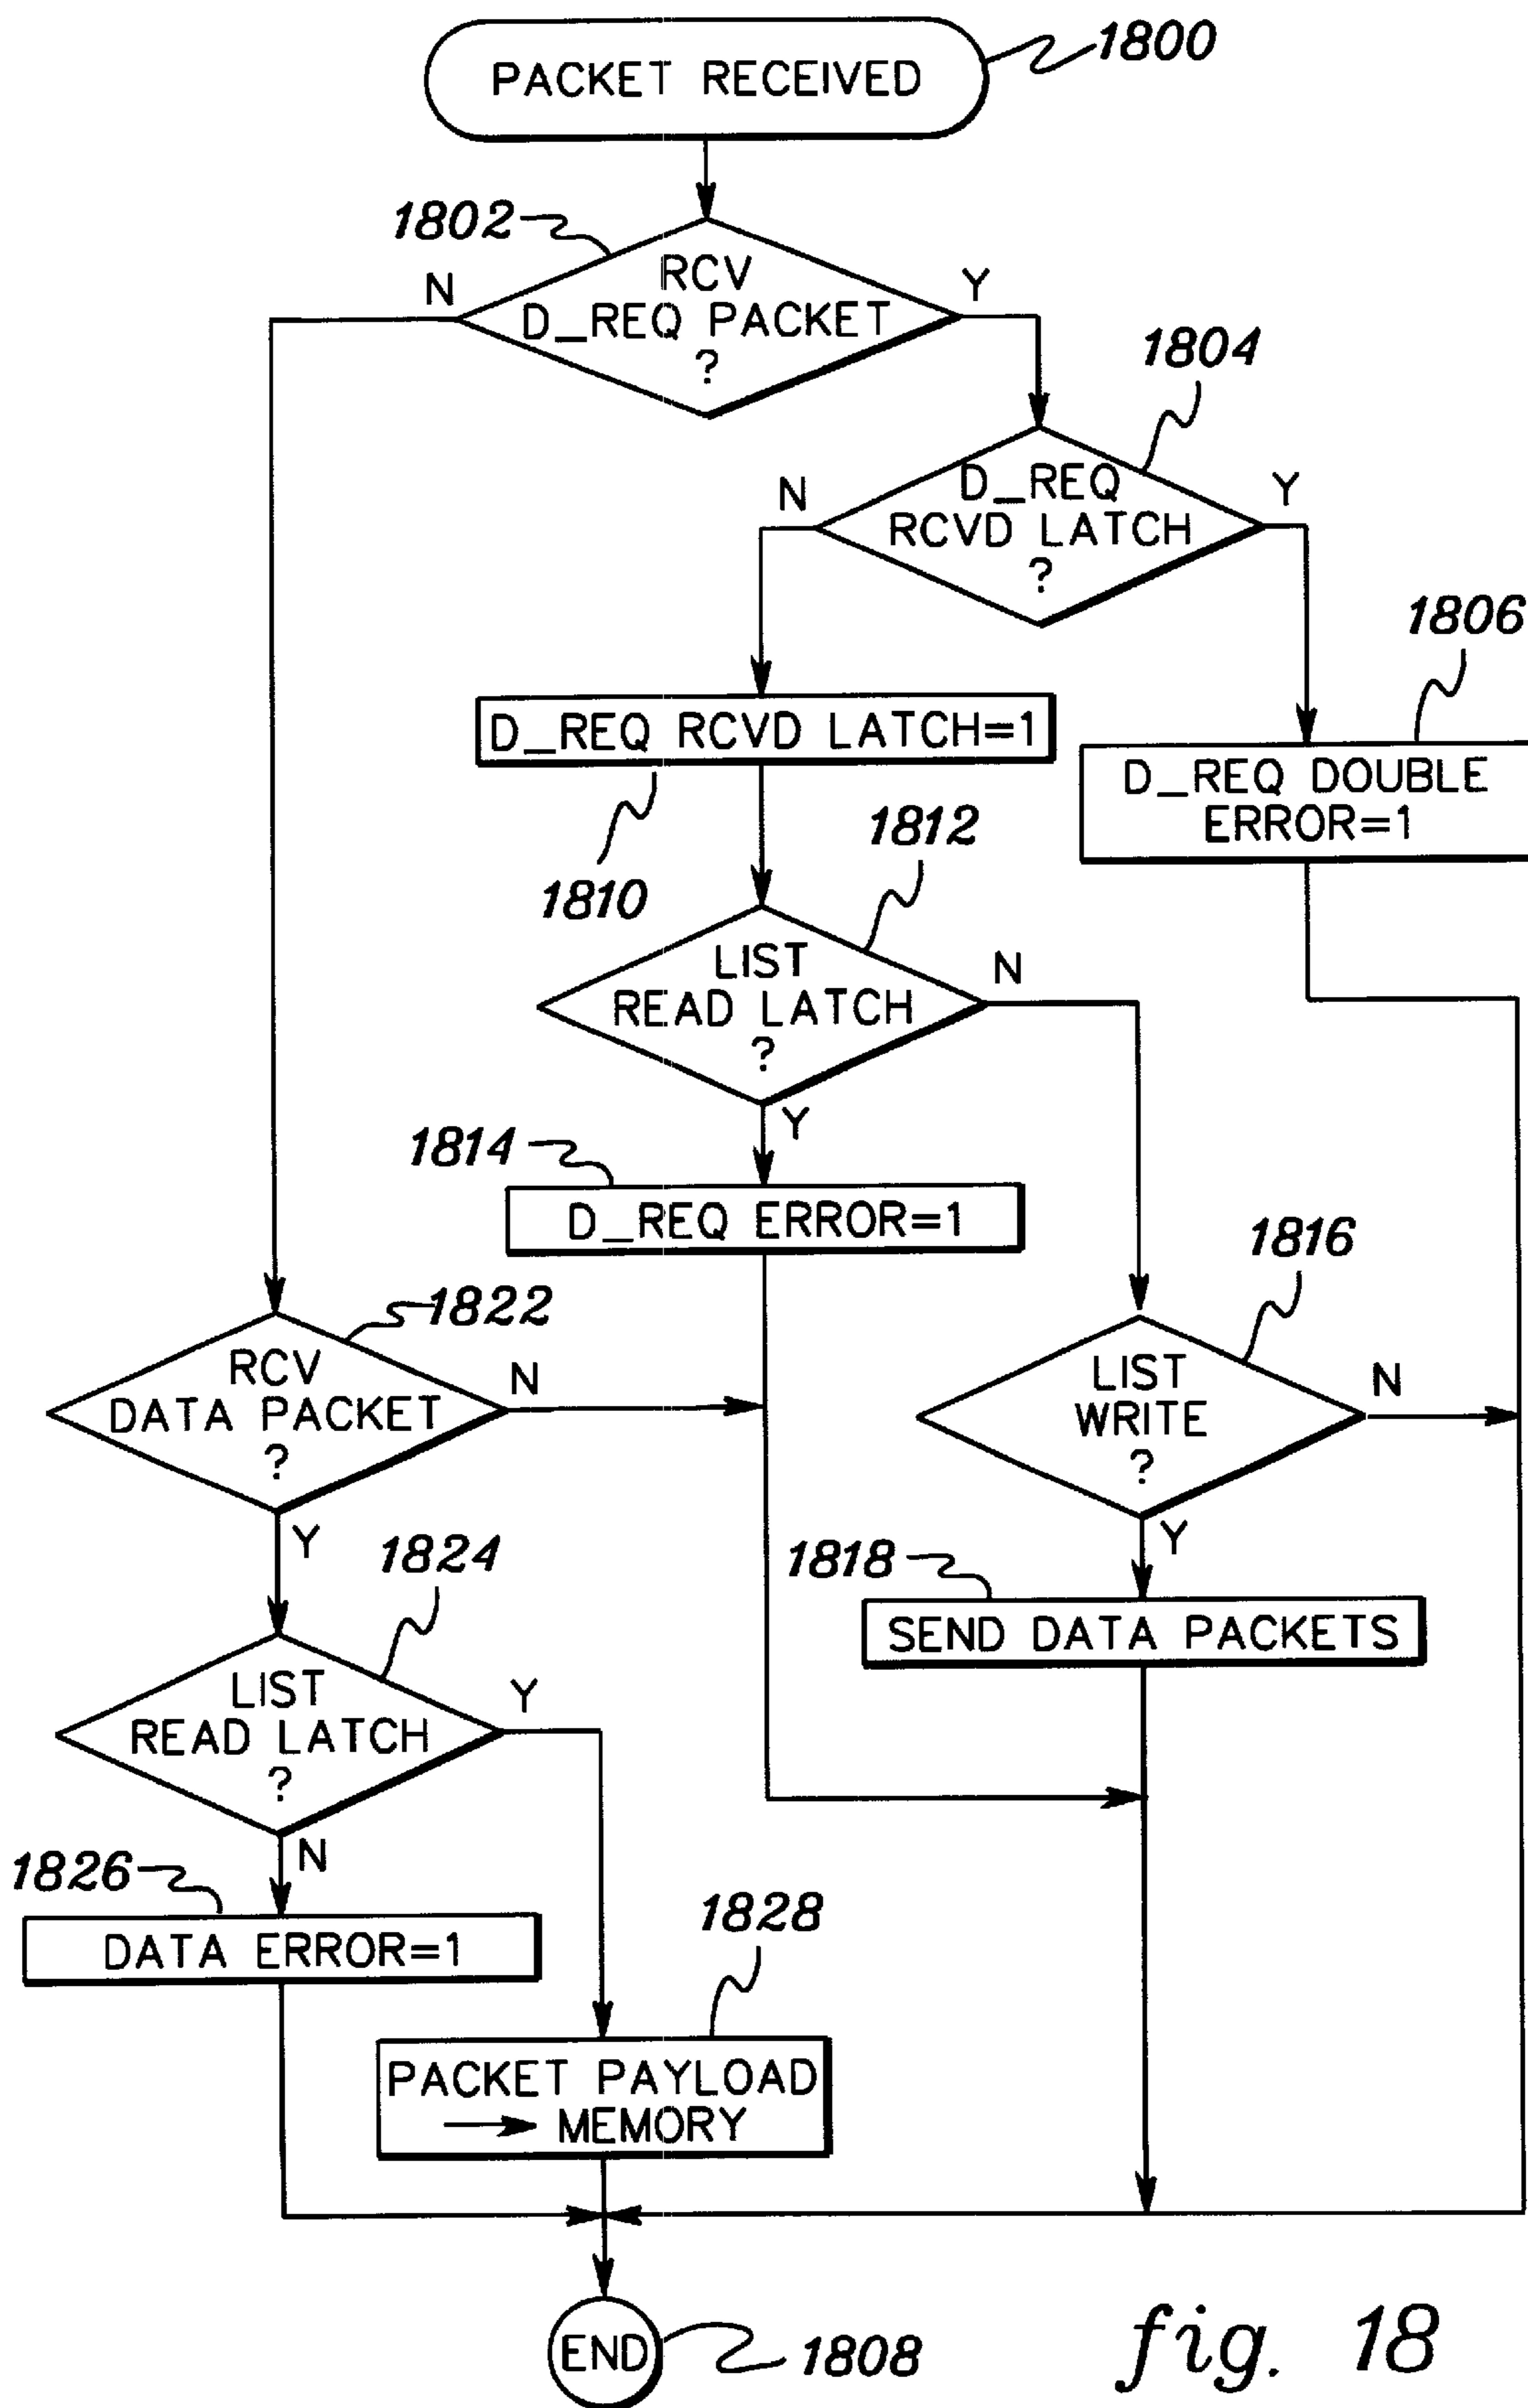 PACKET RECEIVED
1800
1802
N
RCV
D_REQ PACKET
?
Y
1804
N
D_REQ
RCVD LATCH
?
Y
1806
D_REQ RCVD LATCH=1
D_REQ DOUBLE
ERROR=1
1810
1812
LIST
READ LATCH
?
N
Y
1814
D_REQ ERROR=1
1816
1822
RCV
DATA PACKET
?
N
LIST
WRITE
?
N
Y
1824
Y
1818
SEND DATA PACKETS
LIST
READ LATCH
?
Y
N
1826
DATA ERROR=1
1828
PACKET PAYLOAD
→ MEMORY
END
1808
fig. 18